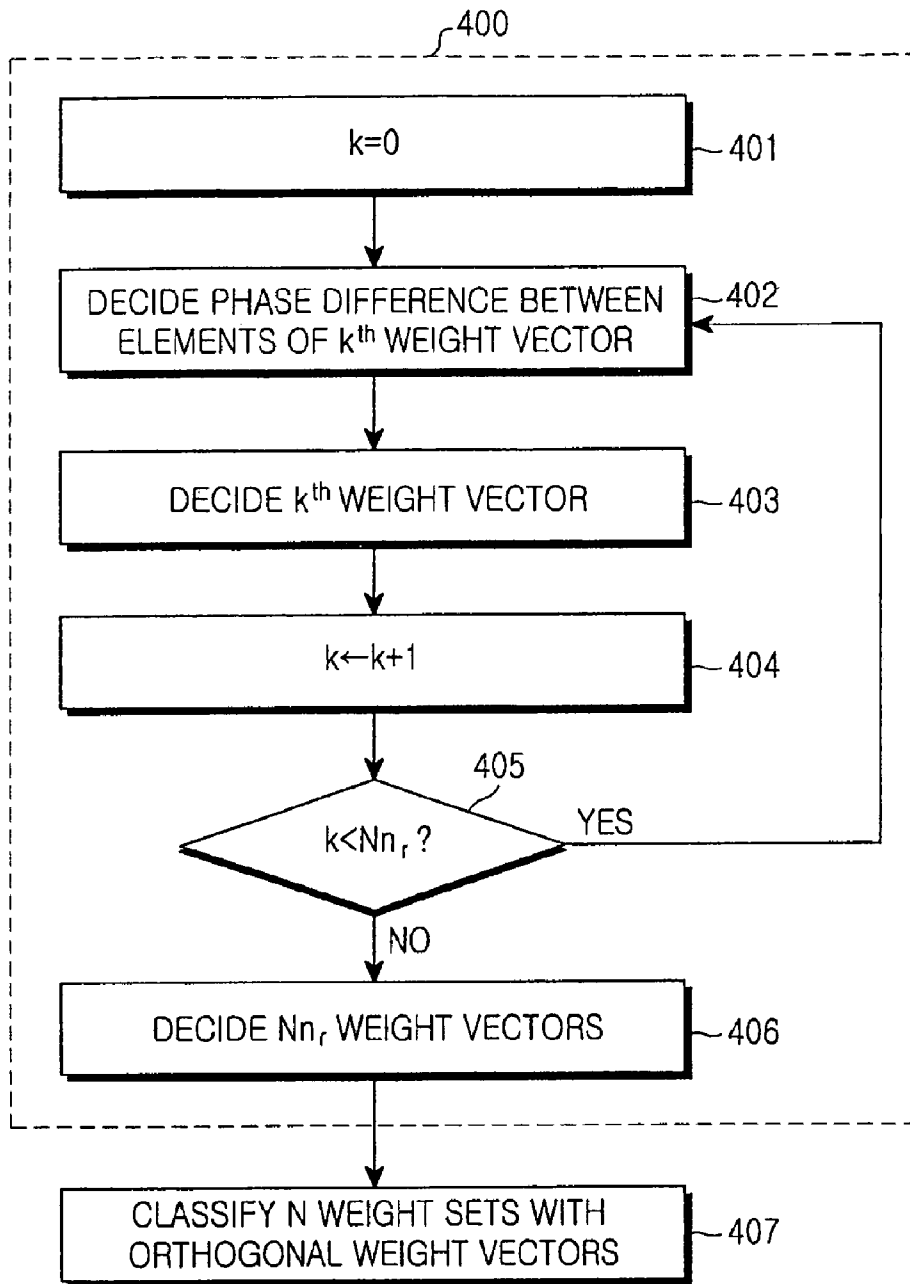 400
k=0
401
DECIDE PHASE DIFFERENCE BETWEEN
ELEMENTS OF kth WEIGHT VECTOR
402
DECIDE kth WEIGHT VECTOR
403
k←k+1
404
405
k<Nnr ?
YES
NO
DECIDE Nnr WEIGHT VECTORS
406
CLASSIFY N WEIGHT SETS WITH
ORTHOGONAL WEIGHT VECTORS
407